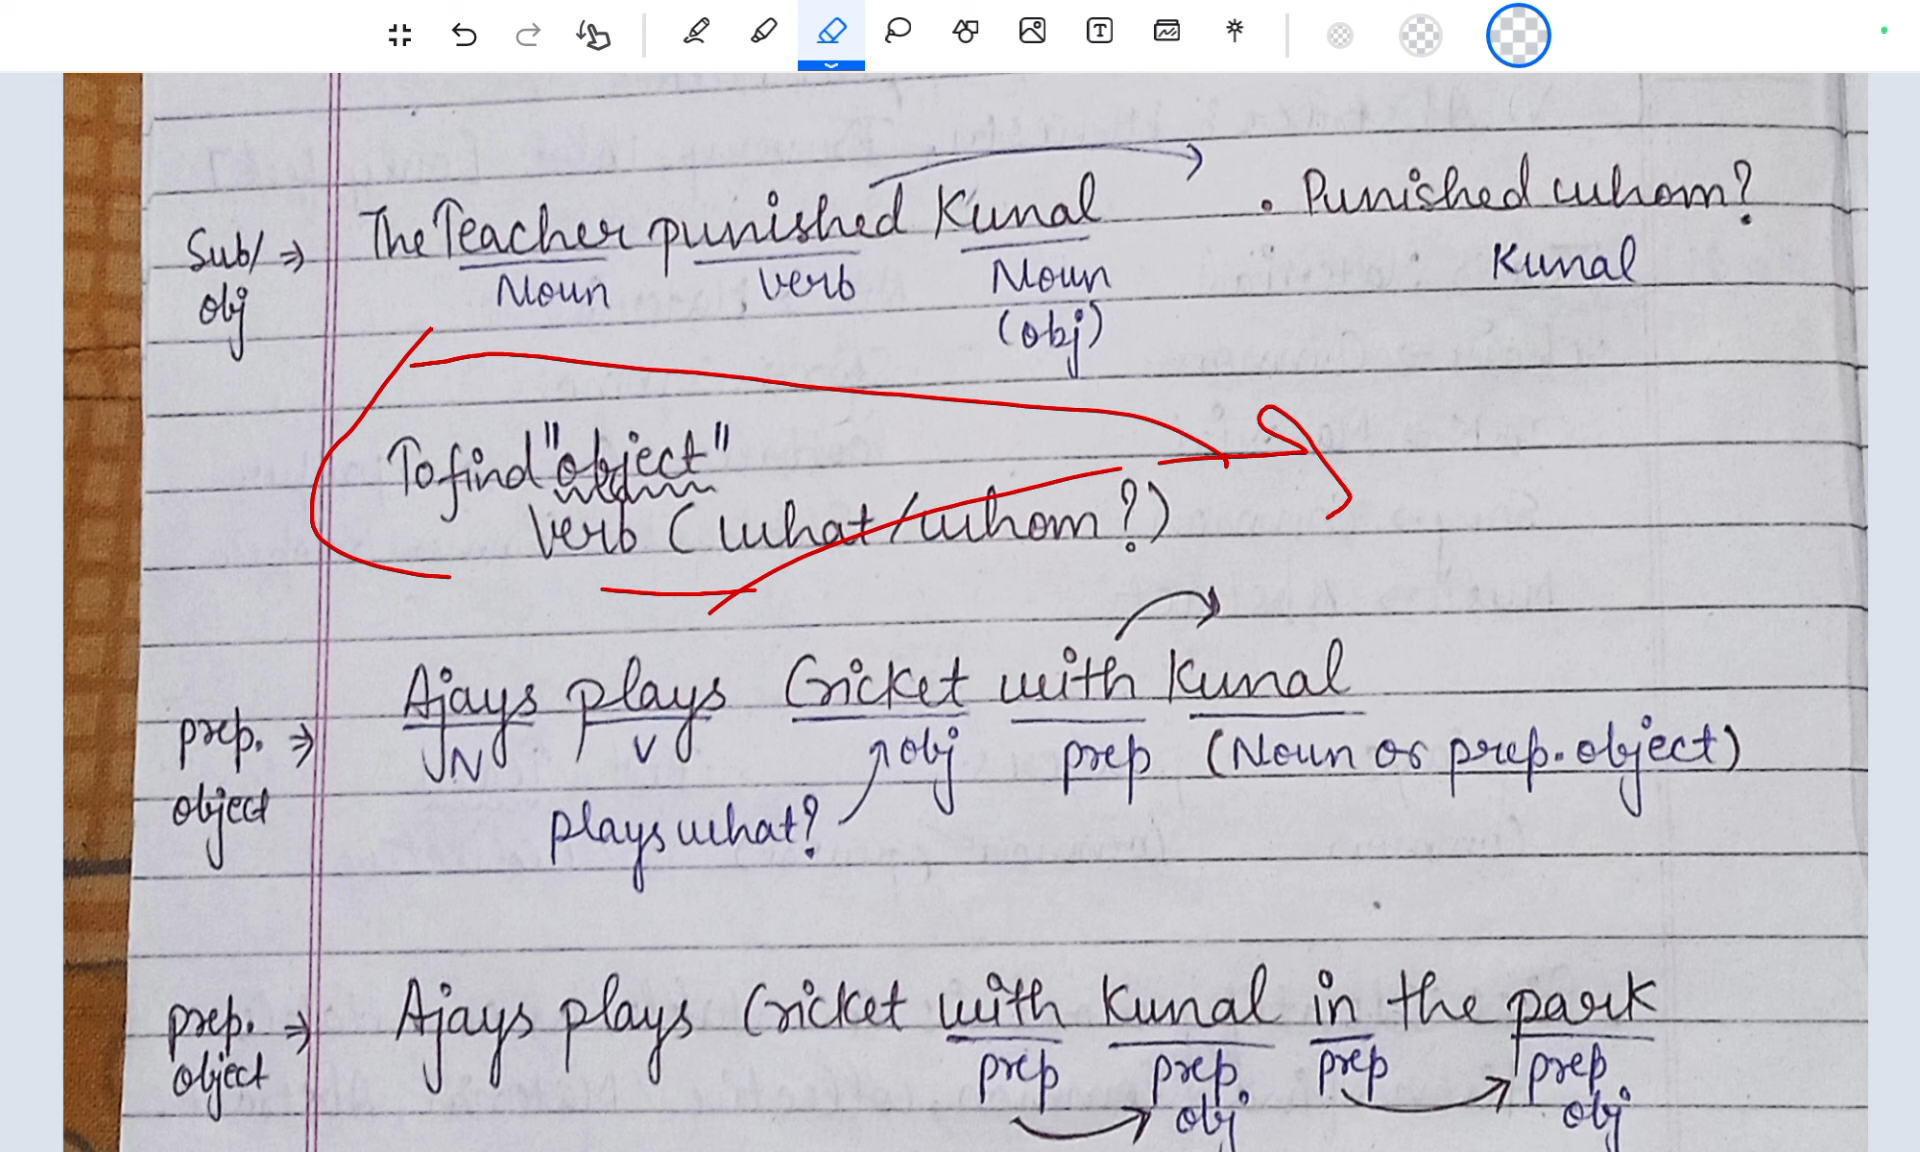 The Teacher punished Kunal . Punished whom?
Sub/ ⇒
obj
Noun verb Noun Kunal
(obj)
To find "object"
verb (what/whom?)
Ajays plays Cricket with Kunal
prep. ⇒
object
N V obj prep (Noun or prep. object)
plays what?
Ajays plays Cricket with Kunal in the park
prep. ⇒
object
prep prep. obj prep prep. obj